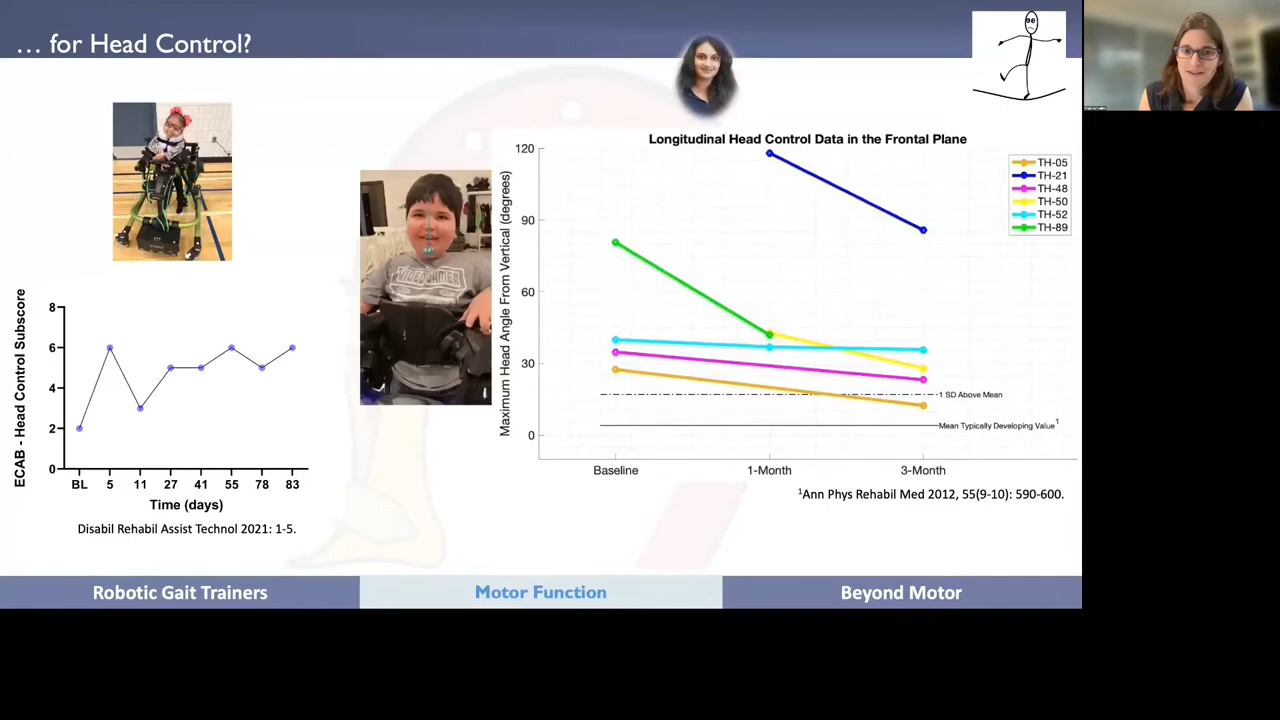 … for Head Control?
ECAB - Head Control Subscore
8
6
4
2
0
BL 5 11 27 41 55 78 83
Time (days)
Disabil Rehabil Assist Technol 2021: 1-5.
Longitudinal Head Control Data in the Frontal Plane
Maximum Head Angle From Vertical (degrees)
120
90
60
30
0
TH-05
TH-21
TH-48
TH-50
TH-52
TH-89
1 SD Above Mean
Mean Typically Developing Value¹
Baseline 1-Month 3-Month
¹Ann Phys Rehabil Med 2012, 55(9-10): 590-600.
Robotic Gait Trainers
Motor Function
Beyond Motor